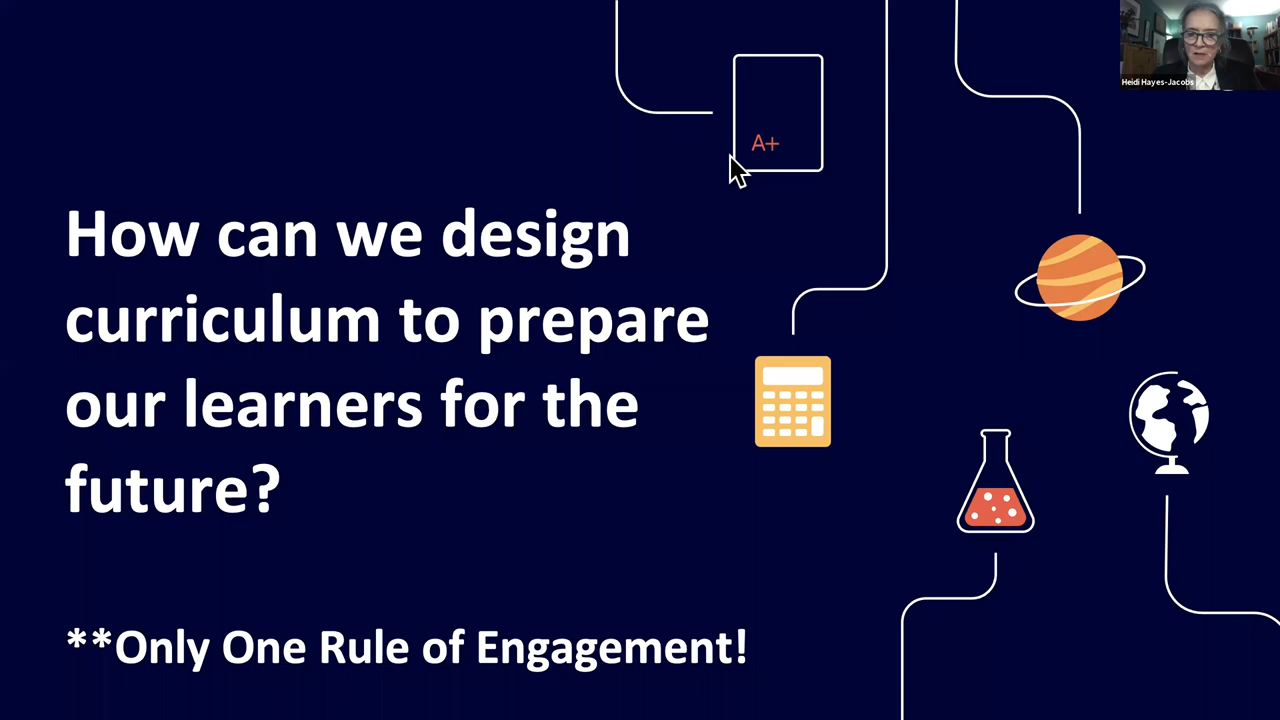 Heidi Hayes-Jacobs
A+
How can we design
curriculum to prepare
our learners for the
future?
**Only One Rule of Engagement!